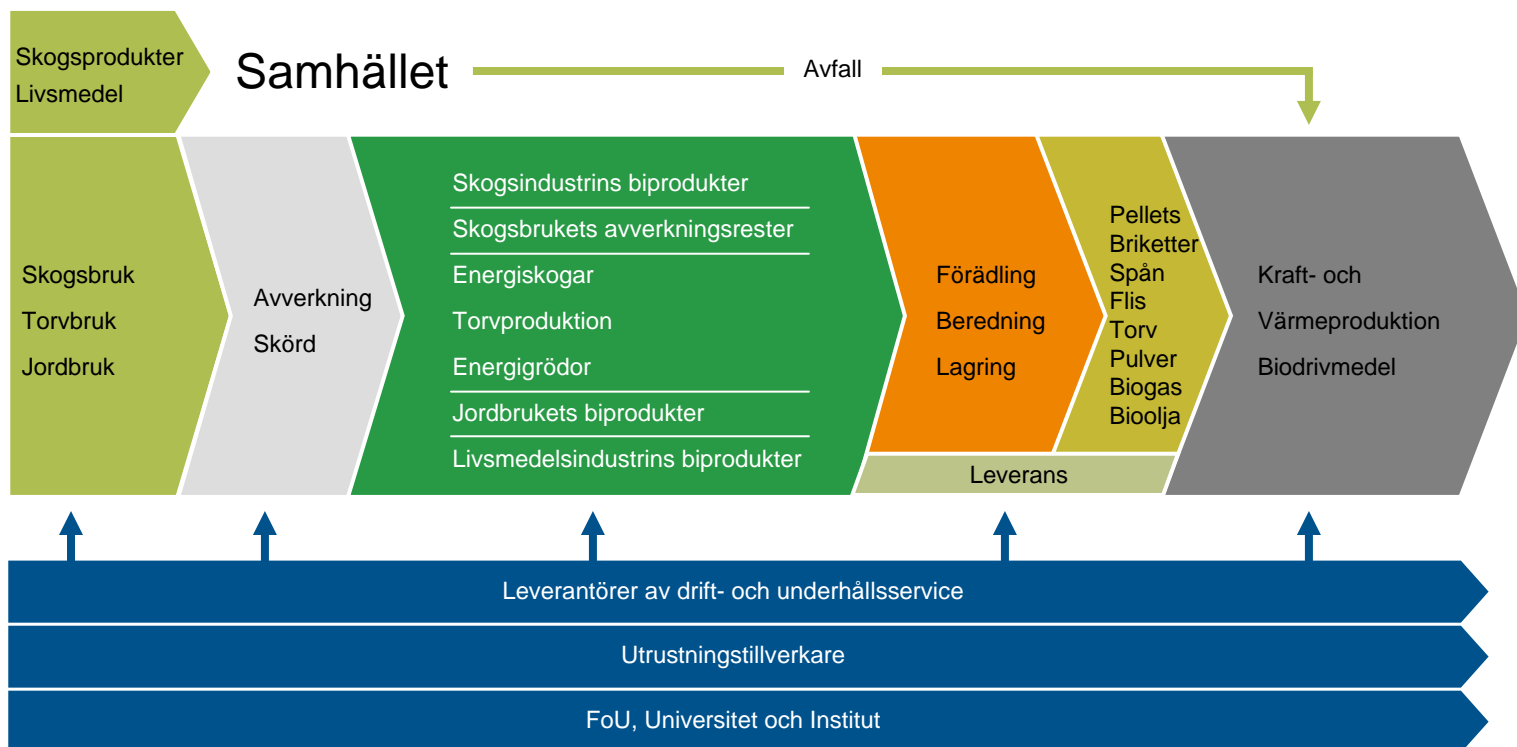 Skogsprodukter
Livsmedel
Samhället
Avfall
Skogsbruk
Torvbruk
Jordbruk
Avverkning
Skörd
Skogsindustrins biprodukter
Skogsbrukets avverkningsrester
Energiskogar
Torvproduktion
Energigrödor
Jordbrukets biprodukter
Livsmedelsindustrins biprodukter
Förädling
Beredning
Lagring
Pellets
Briketter
Spån
Flis
Torv
Pulver
Biogas
Bioolja
Leverans
Kraft- och
Värmeproduktion
Biodrivmedel
Leverantörer av drift- och underhållsservice
Utrustningstillverkare
FoU, Universitet och Institut